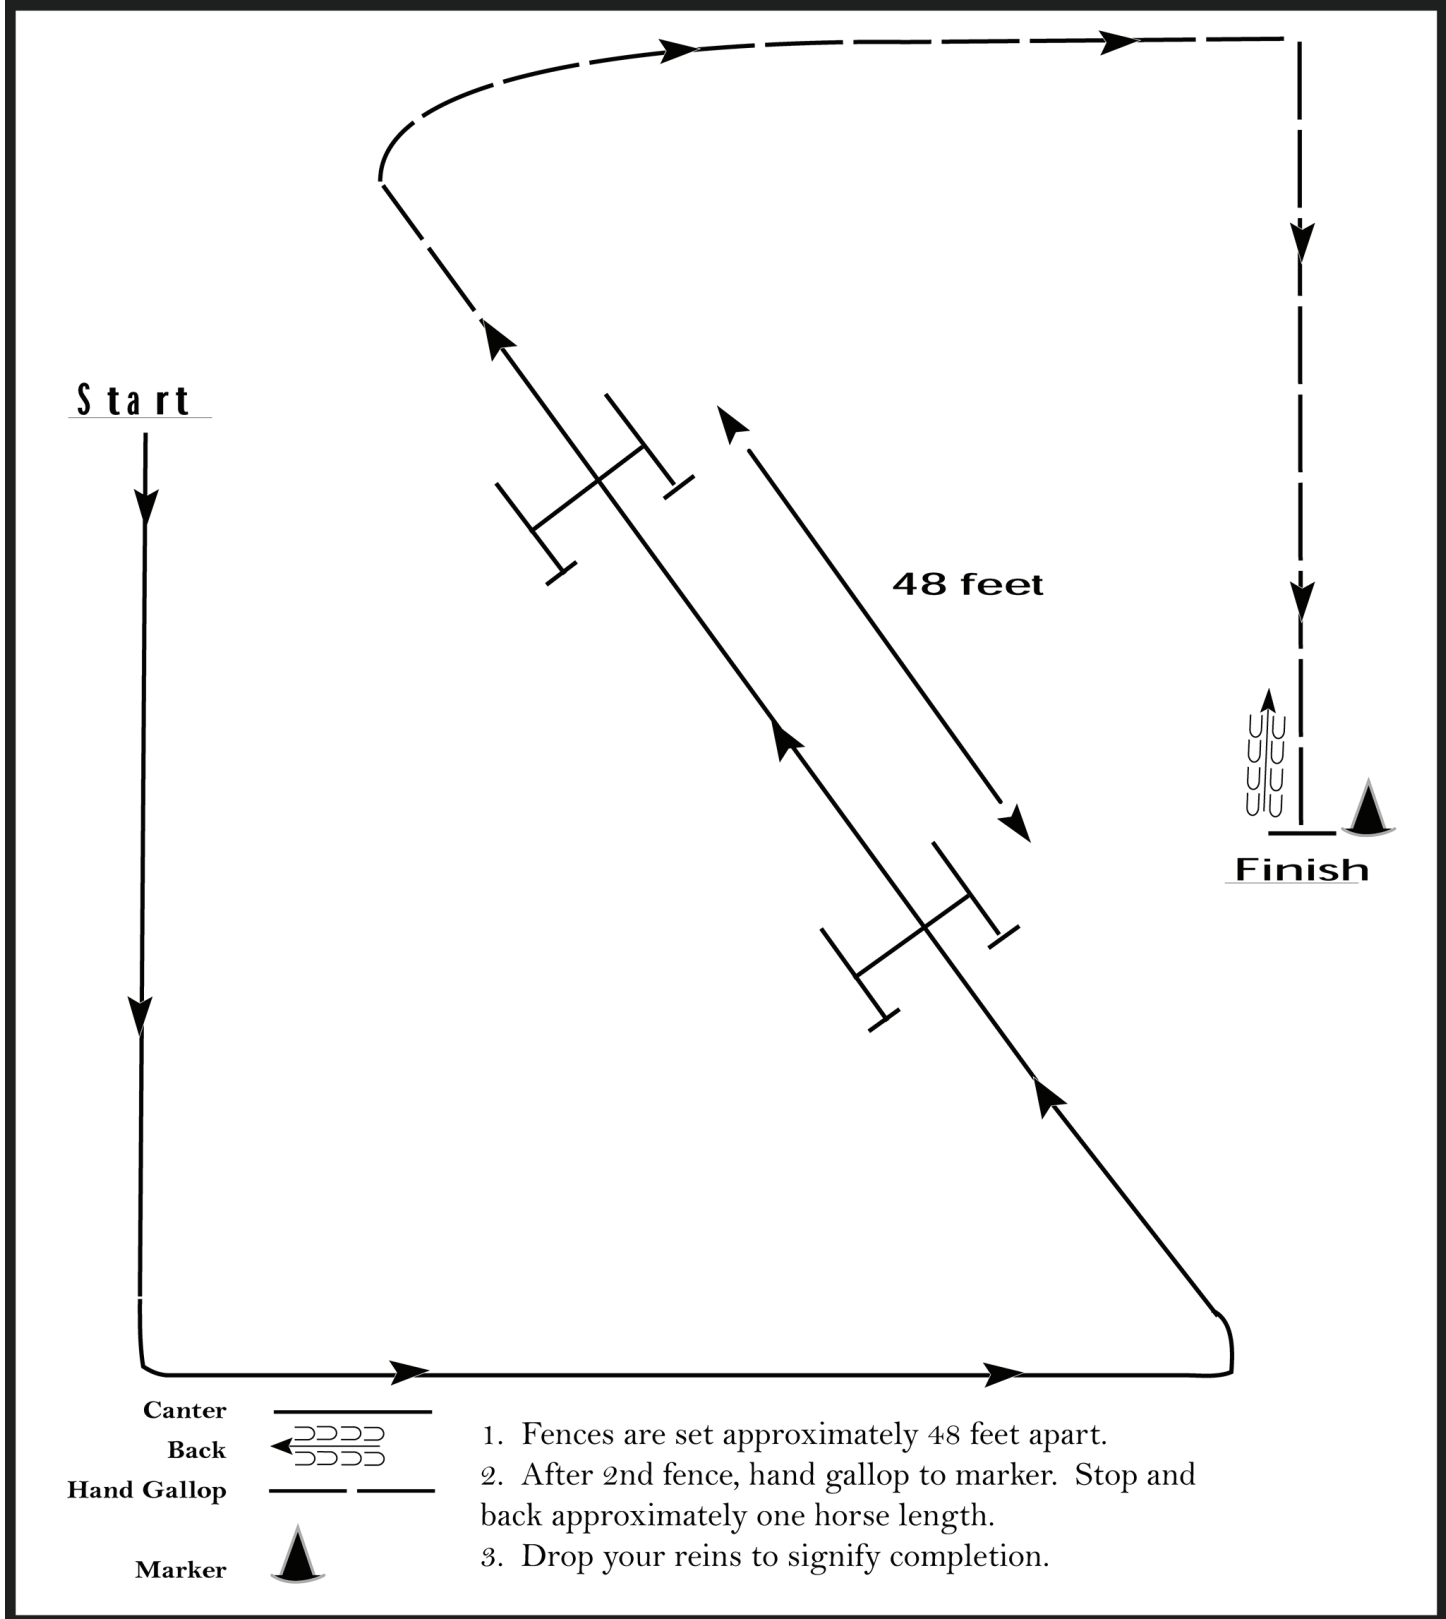 Start
48 feet
Finish
Canter
Back
Hand Gallop
Marker
1. Fences are set approximately 48 feet apart.
2. After 2nd fence, hand gallop to marker. Stop and
back approximately one horse length.
3. Drop your reins to signify completion.